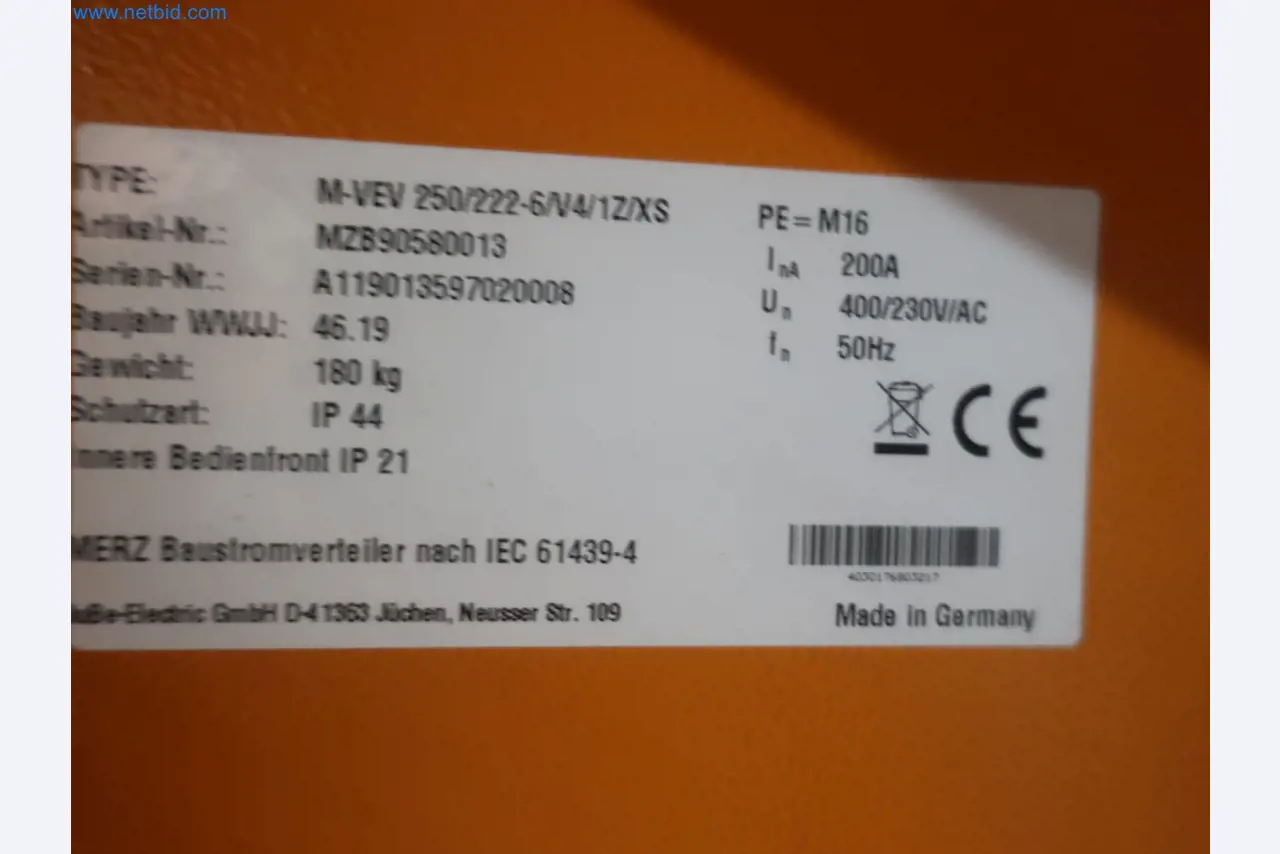 www.netbid.com
TYPE: M-VEV 250/222-6/V4/1Z/XS
Artikel-Nr.: MZB90580013
Serien-Nr.: A119013597020008
Baujahr WWJJ: 46.19
Gewicht: 180 kg
Schutzart: IP 44
Innere Bedienfront IP 21
PE = M16
InA 200A
Un 400/230V/AC
fn 50Hz
CE
MERZ Baustromverteiler nach IEC 61439-4
GmbH D-41363 Jüchen, Neusser Str. 109
Made in Germany